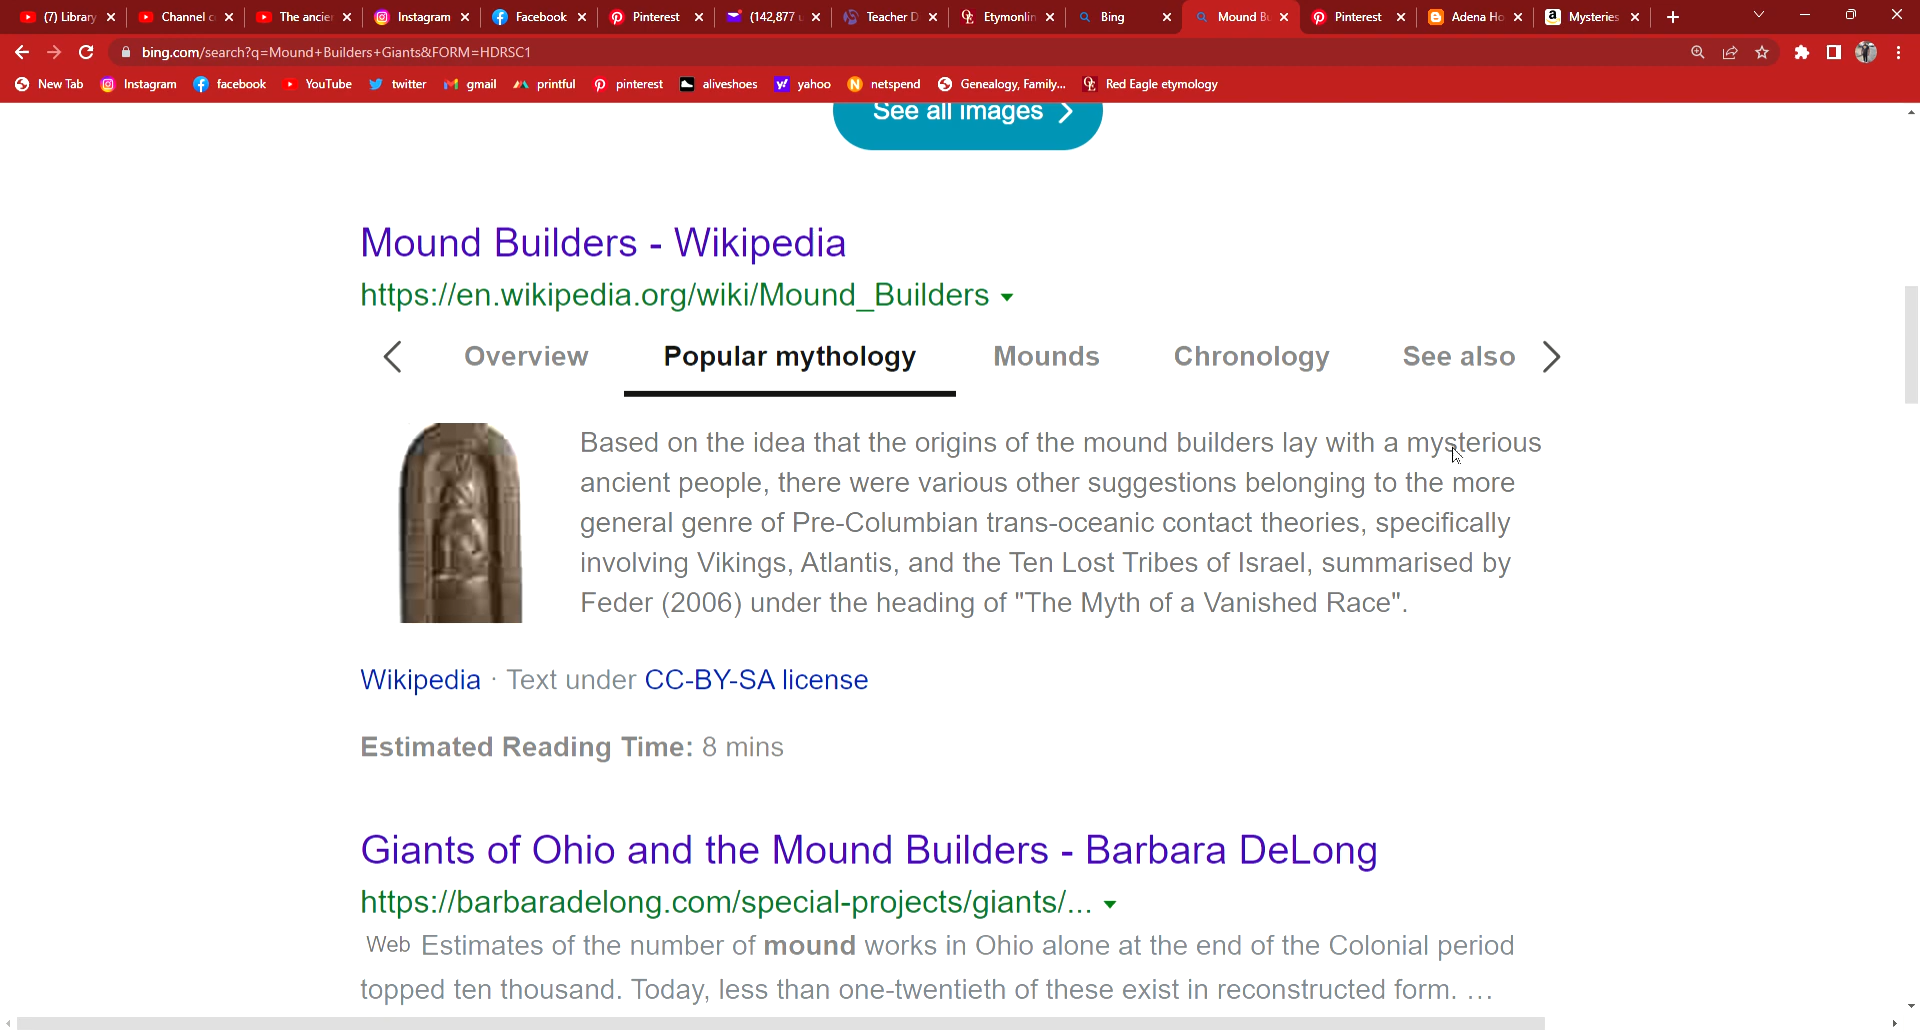 (7) Library
Channel c
The ancie
Instagram
Facebook
Pinterest
(142,877 u
Teacher D
Etymonlin
Bing
Mound Bu
Pinterest
Adena Ho
Mysteries
bing.com/search?q=Mound+Builders+Giants&FORM=HDRSC1
New Tab
Instagram
facebook
YouTube
twitter
gmail
printful
pinterest
aliveshoes
yahoo
netspend
Genealogy, Family...
Red Eagle etymology
See all images
Mound Builders - Wikipedia
https://en.wikipedia.org/wiki/Mound_Builders
Overview
Popular mythology
Mounds
Chronology
See also
Based on the idea that the origins of the mound builders lay with a mysterious
ancient people, there were various other suggestions belonging to the more
general genre of Pre-Columbian trans-oceanic contact theories, specifically
involving Vikings, Atlantis, and the Ten Lost Tribes of Israel, summarised by
Feder (2006) under the heading of "The Myth of a Vanished Race".
Wikipedia · Text under CC-BY-SA license
Estimated Reading Time: 8 mins
Giants of Ohio and the Mound Builders - Barbara DeLong
https://barbaradelong.com/special-projects/giants/...
Web Estimates of the number of mound works in Ohio alone at the end of the Colonial period
topped ten thousand. Today, less than one-twentieth of these exist in reconstructed form. ...